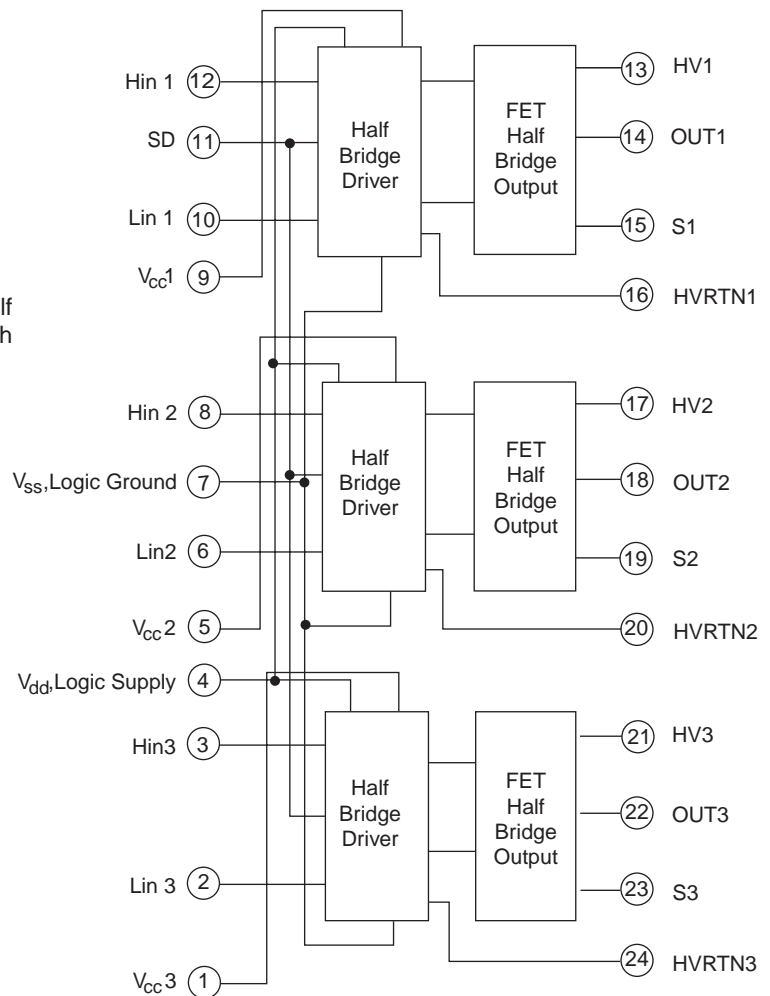 Hin 1 12
SD 11
Lin 1 10
Vcc1 9
Half
Bridge
Driver
FET
Half
Bridge
Output
13 HV1
14 OUT1
15 S1
16 HVRTN1
lf
h
Hin 2 8
Vss,Logic Ground 7
Lin2 6
Vcc2 5
Half
Bridge
Driver
FET
Half
Bridge
Output
17 HV2
18 OUT2
19 S2
20 HVRTN2
Vdd,Logic Supply 4
Hin3 3
Lin 3 2
Vcc3 1
Half
Bridge
Driver
FET
Half
Bridge
Output
21 HV3
22 OUT3
23 S3
24 HVRTN3